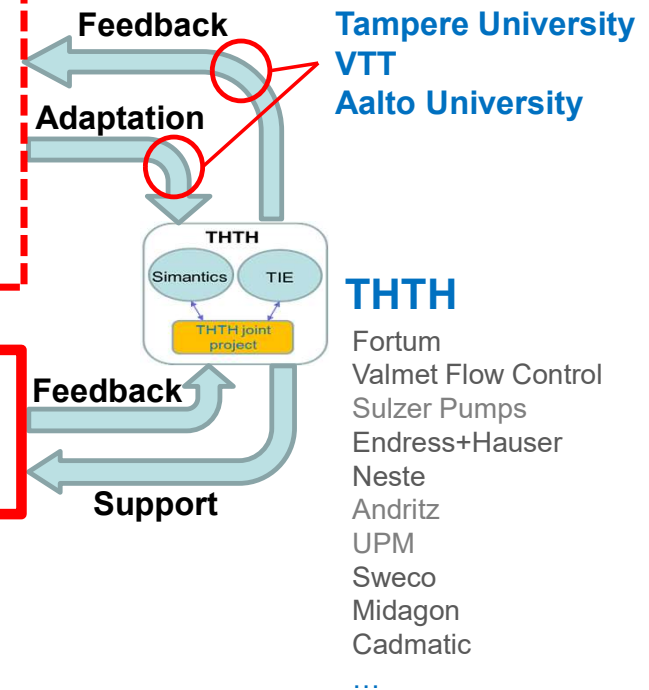 Feedback
Tampere University
VTT
Aalto University
Adaptation
THTH
Simantics
TIE
THTH joint
project
THTH
Fortum
Valmet Flow Control
Sulzer Pumps
Endress+Hauser
Neste
Andritz
UPM
Sweco
Midagon
Cadmatic
...
Feedback
Support